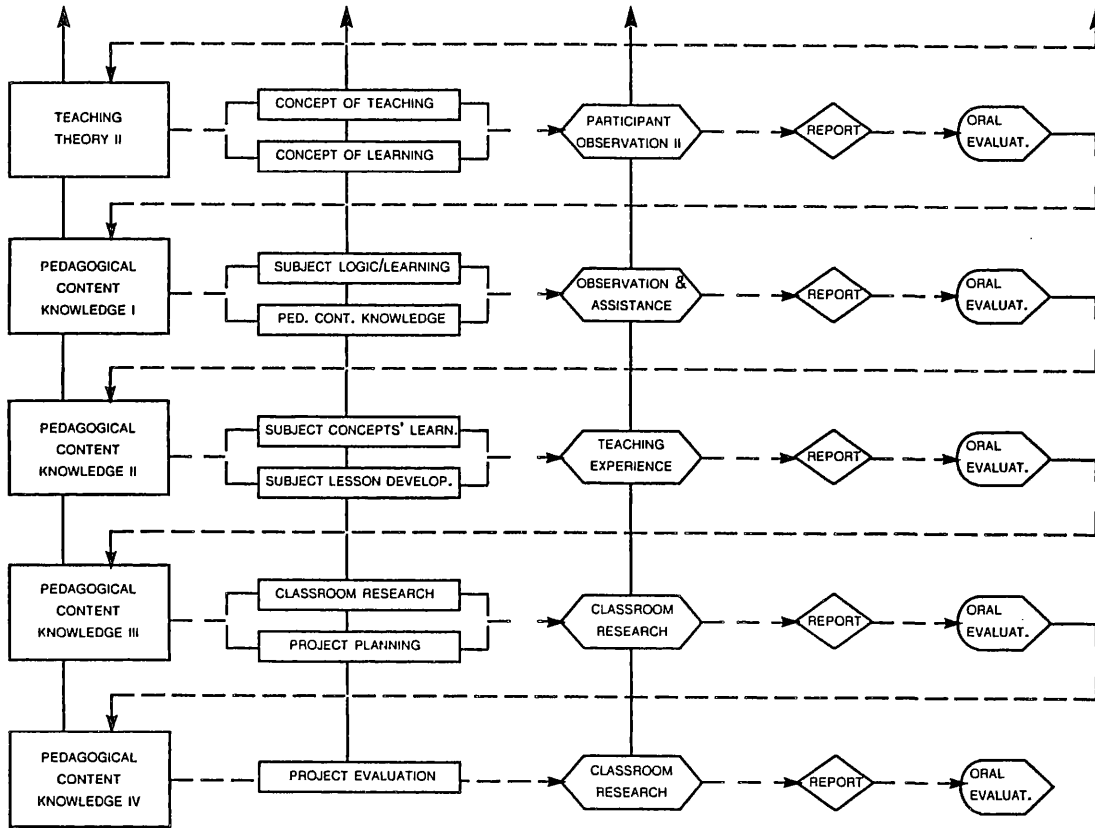 TEACHING
THEORY II
CONCEPT OF TEACHING
CONCEPT OF LEARNING
PARTICIPANT
OBSERVATION II
REPORT
ORAL
EVALUAT.
PEDAGOGICAL
CONTENT
KNOWLEDGE I
SUBJECT LOGIC/LEARNING
PED. CONT. KNOWLEDGE
OBSERVATION &
ASSISTANCE
REPORT
ORAL
EVALUAT.
PEDAGOGICAL
CONTENT
KNOWLEDGE II
SUBJECT CONCEPTS' LEARN.
SUBJECT LESSON DEVELOP.
TEACHING
EXPERIENCE
REPORT
ORAL
EVALUAT.
PEDAGOGICAL
CONTENT
KNOWLEDGE III
CLASSROOM RESEARCH
PROJECT PLANNING
CLASSROOM
RESEARCH
REPORT
ORAL
EVALUAT.
PEDAGOGICAL
CONTENT
KNOWLEDGE IV
PROJECT EVALUATION
CLASSROOM
RESEARCH
REPORT
ORAL
EVALUAT.